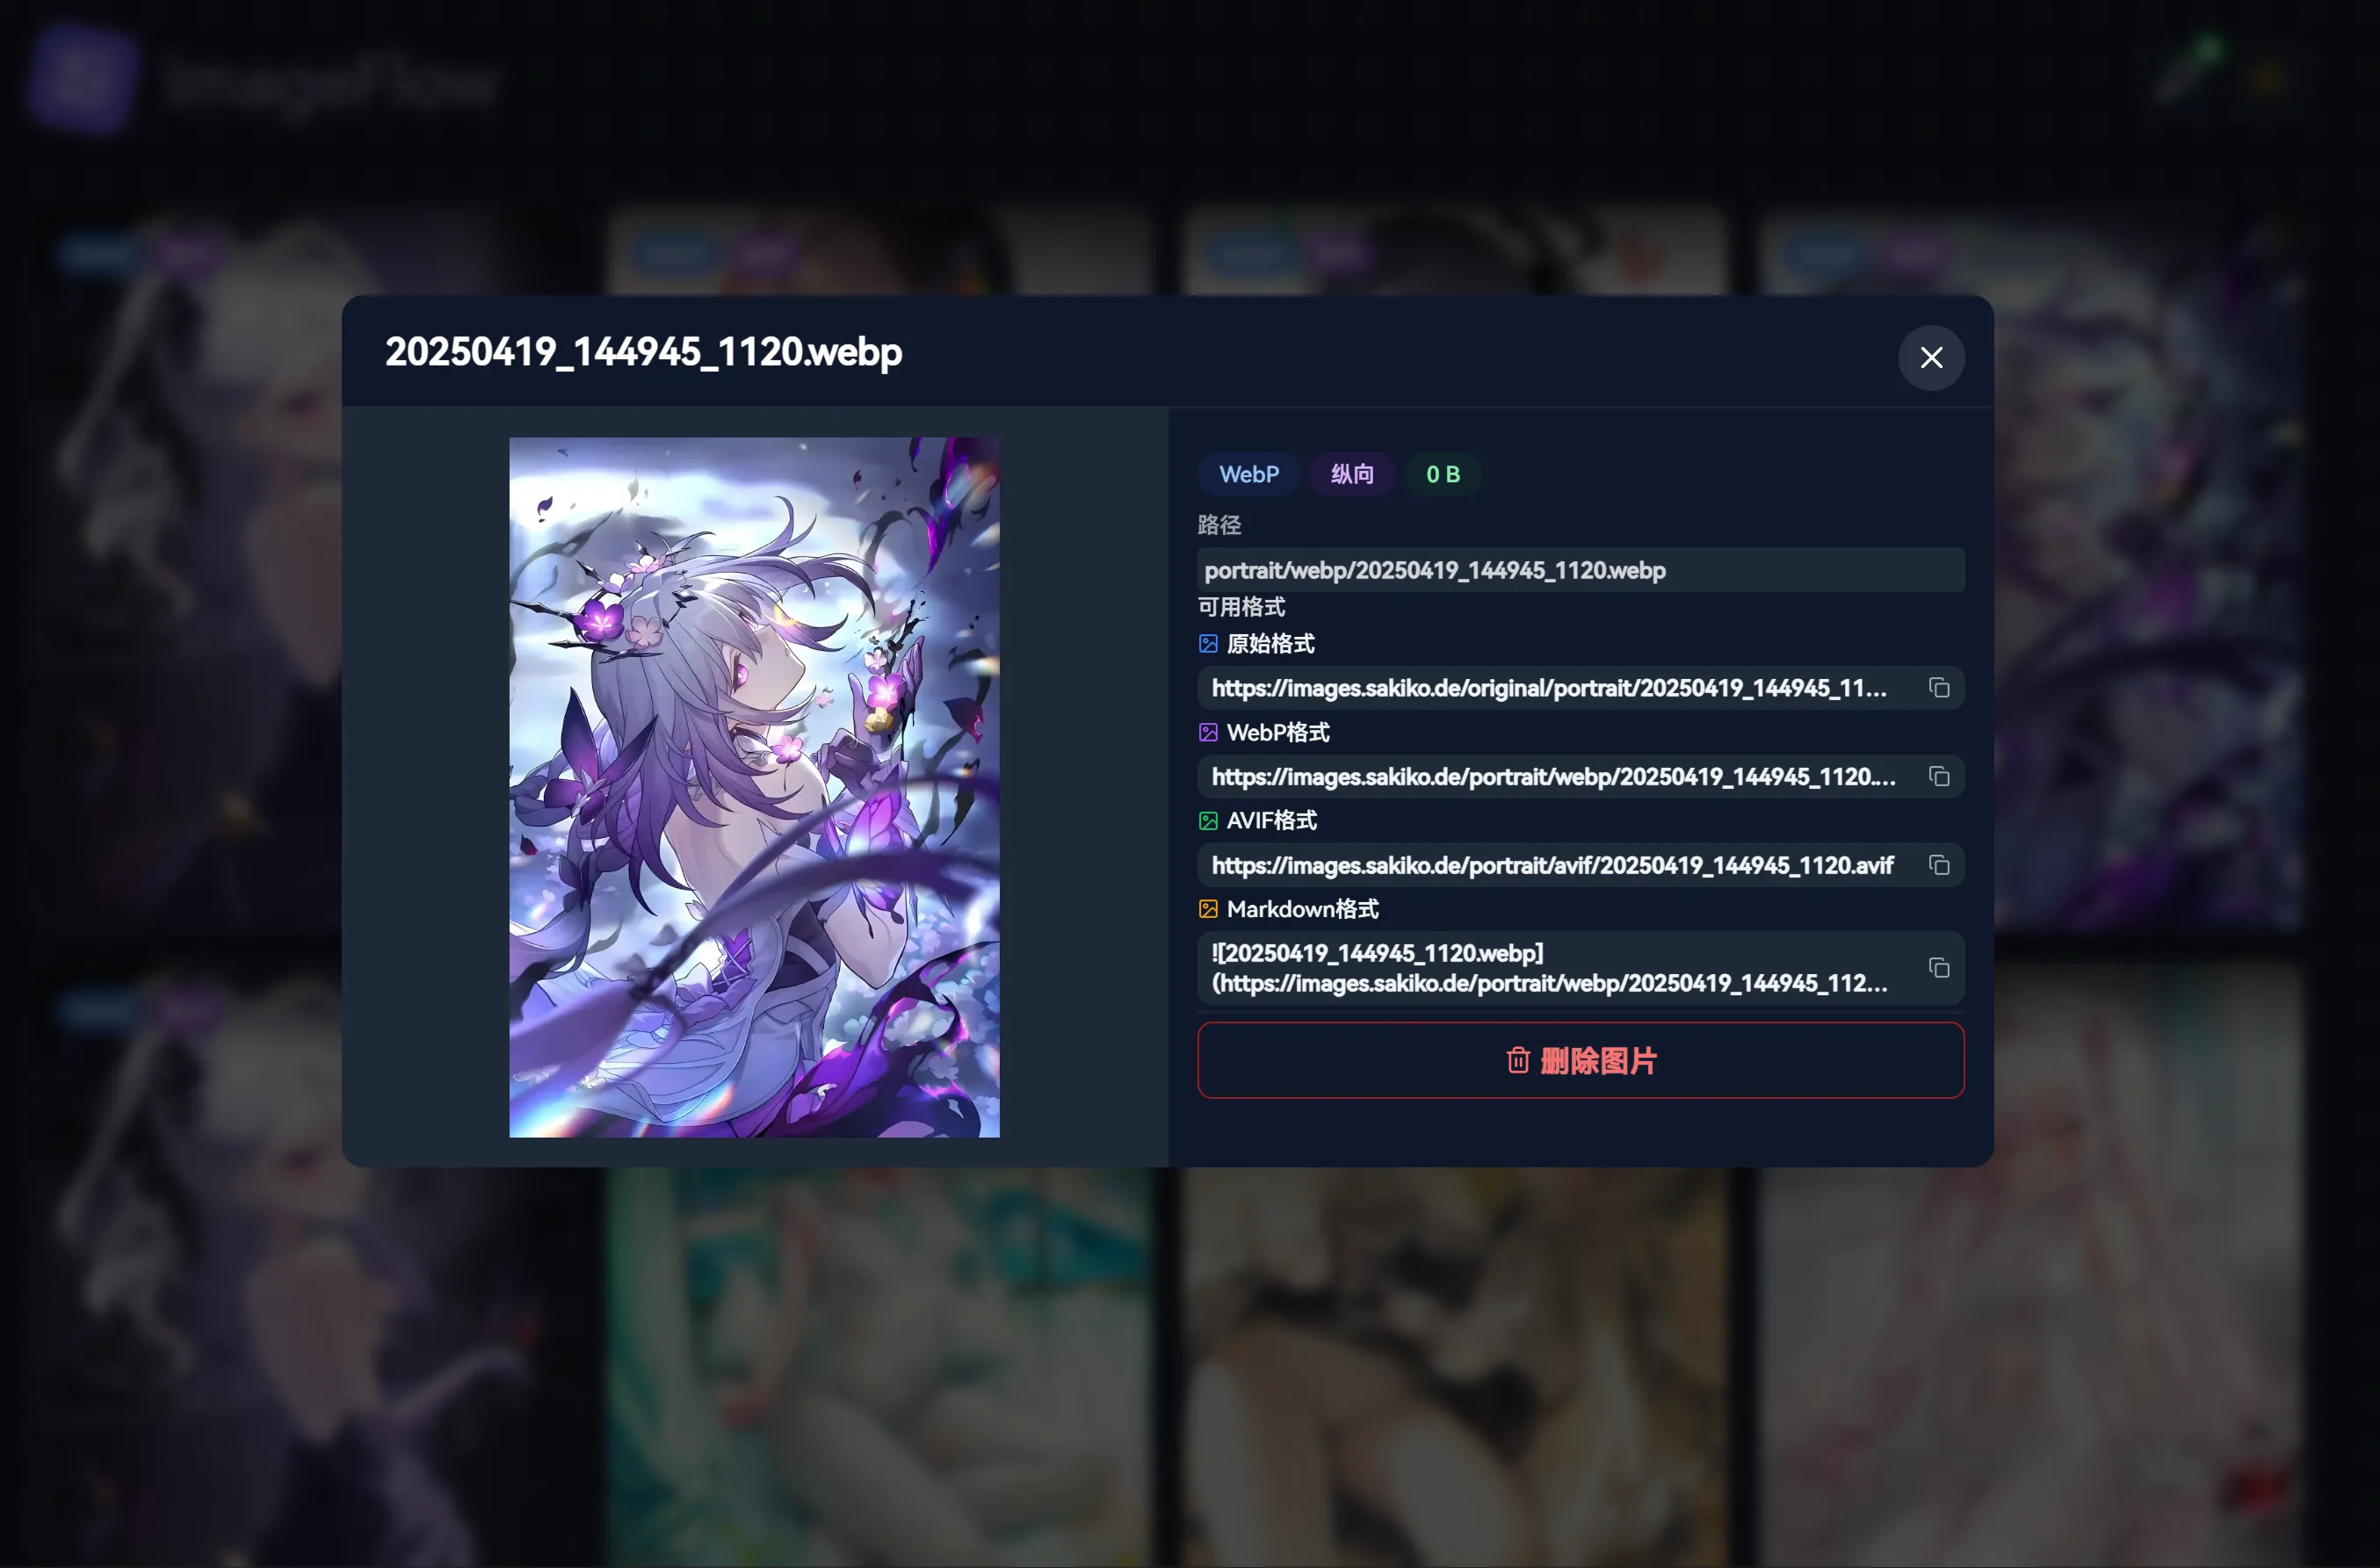 ImageFlow
20250419_144945_1120.webp
WebP 纵向 0 B
路径
portrait/webp/20250419_144945_1120.webp
可用格式
原始格式
https://images.sakiko.de/original/portrait/20250419_144945_11...
WebP格式
https://images.sakiko.de/portrait/webp/20250419_144945_1120....
AVIF格式
https://images.sakiko.de/portrait/avif/20250419_144945_1120.avif
Markdown格式
![20250419_144945_1120.webp]
(https://images.sakiko.de/portrait/webp/20250419_144945_112...
删除图片